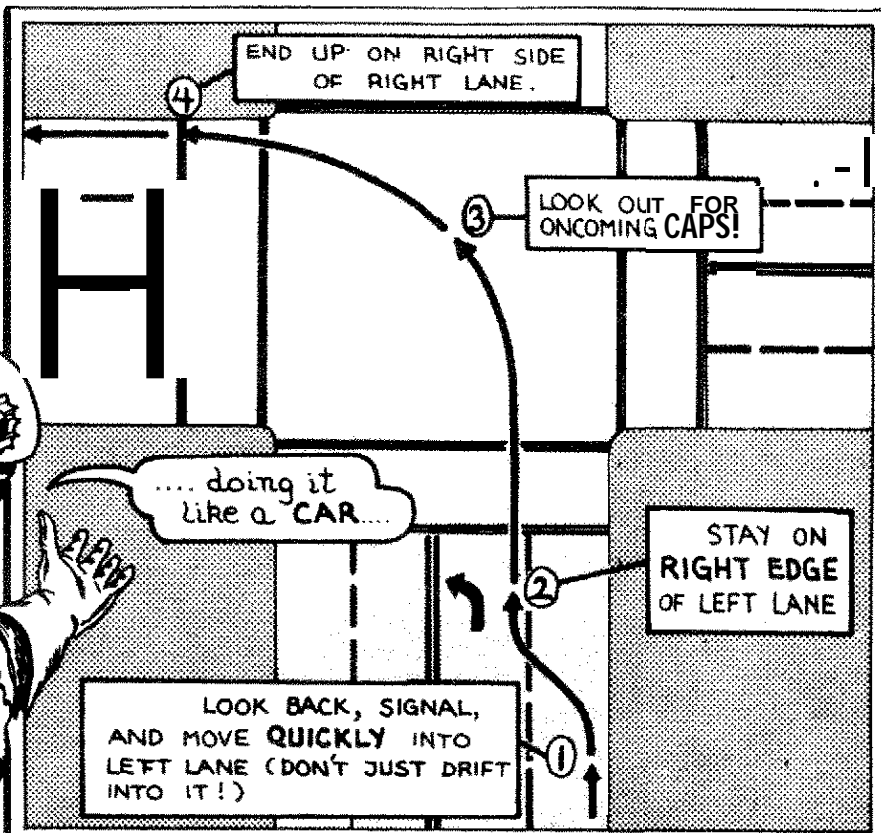 END UP ON RIGHT SIDE
OF RIGHT LANE.
4
3
LOOK OUT FOR
ONCOMING CAPS!
.... doing it
like a CAR....
STAY ON
RIGHT EDGE
OF LEFT LANE
2
LOOK BACK, SIGNAL,
AND MOVE QUICKLY INTO
LEFT LANE (DON'T JUST DRIFT
INTO IT!)
1